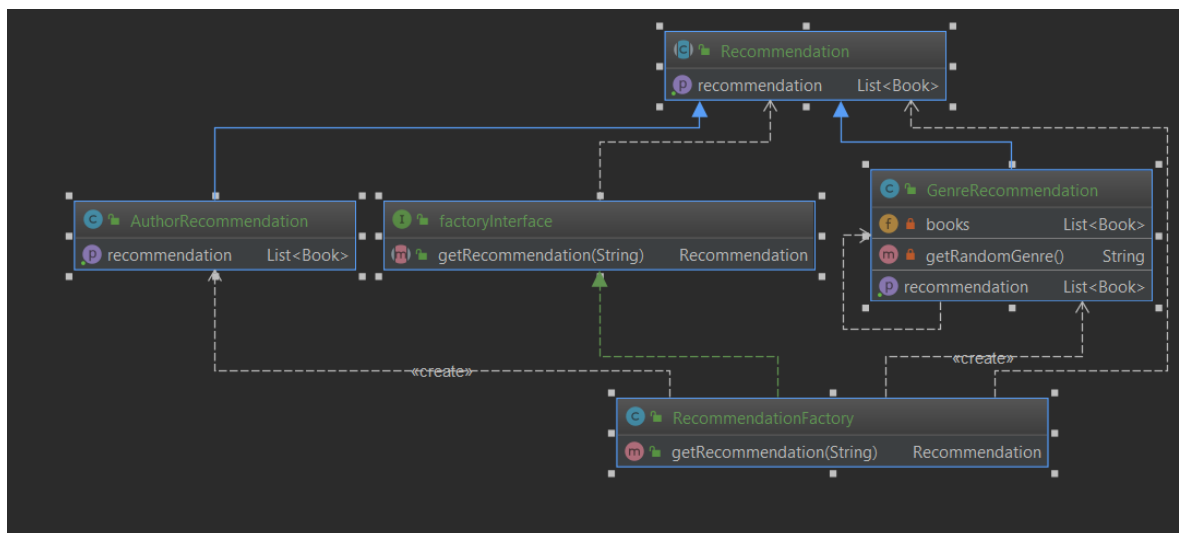 Recommendation
recommendation List<Book>
AuthorRecommendation
recommendation List<Book>
factoryInterface
getRecommendation(String) Recommendation
GenreRecommendation
books List<Book>
getRandomGenre() String
recommendation List<Book>
«create»
«create»
RecommendationFactory
getRecommendation(String) Recommendation